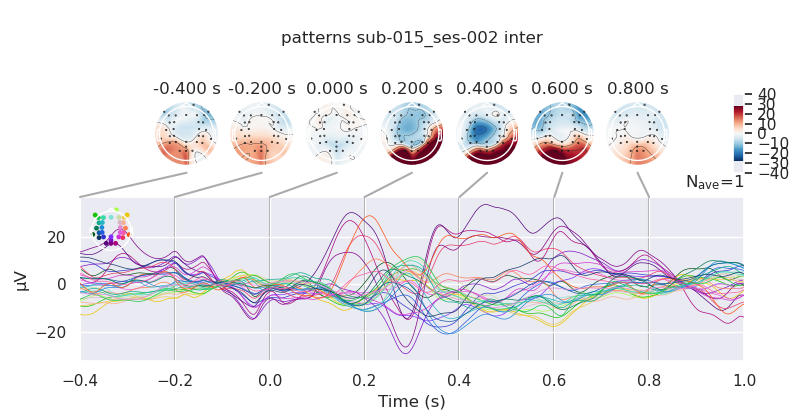 patterns sub-015_ses-002 inter
-0.400 s -0.200 s 0.000 s 0.200 s 0.400 s 0.600 s 0.800 s
40
30
20
10
0
−10
−20
−30
−40
Nave=1
µV
20
0
−20
−0.4 −0.2 0.0 0.2 0.4 0.6 0.8 1.0
Time (s)